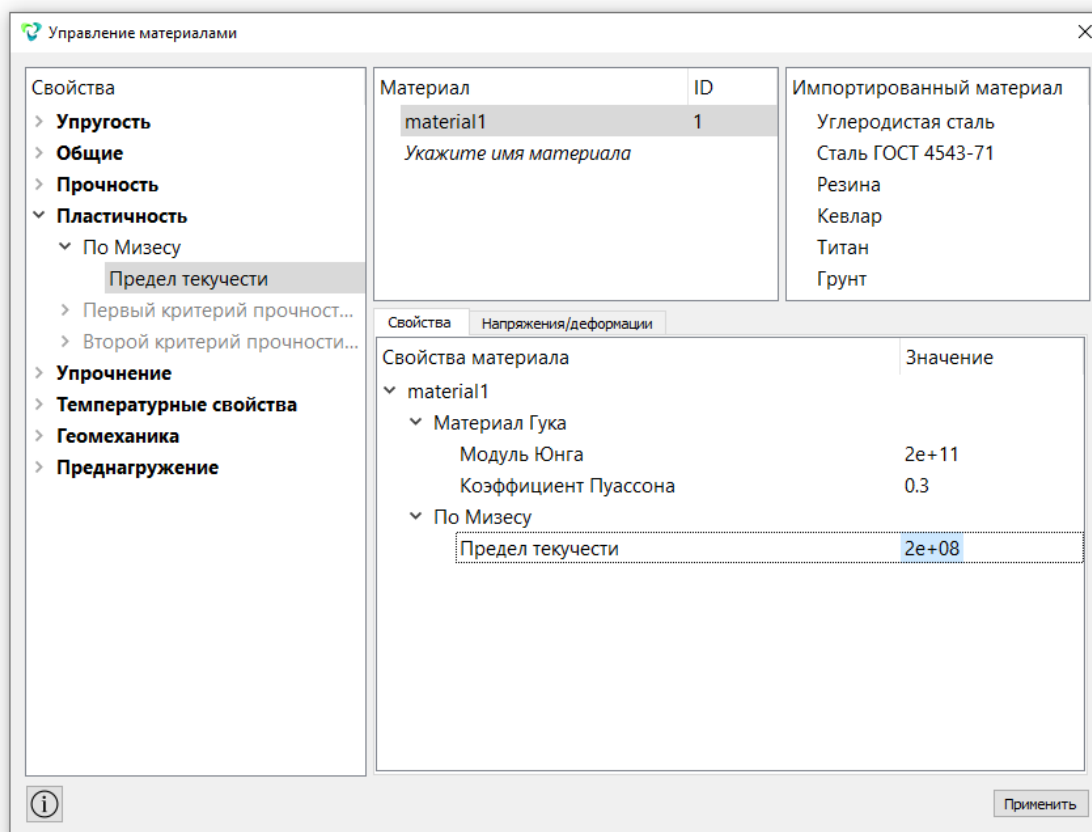 Управление материалами
Свойства
Упругость
Общие
Прочность
Пластичность
По Мизесу
Предел текучести
Первый критерий прочност...
Второй критерий прочности...
Упрочнение
Температурные свойства
Геомеханика
Преднагружение
Материал ID
material1 1
Укажите имя материала
Импортированный материал
Углеродистая сталь
Сталь ГОСТ 4543-71
Резина
Кевлар
Титан
Грунт
Свойства Напряжения/деформации
Свойства материала Значение
material1
Материал Гука
Модуль Юнга 2e+11
Коэффициент Пуассона 0.3
По Мизесу
Предел текучести 2e+08
Применить